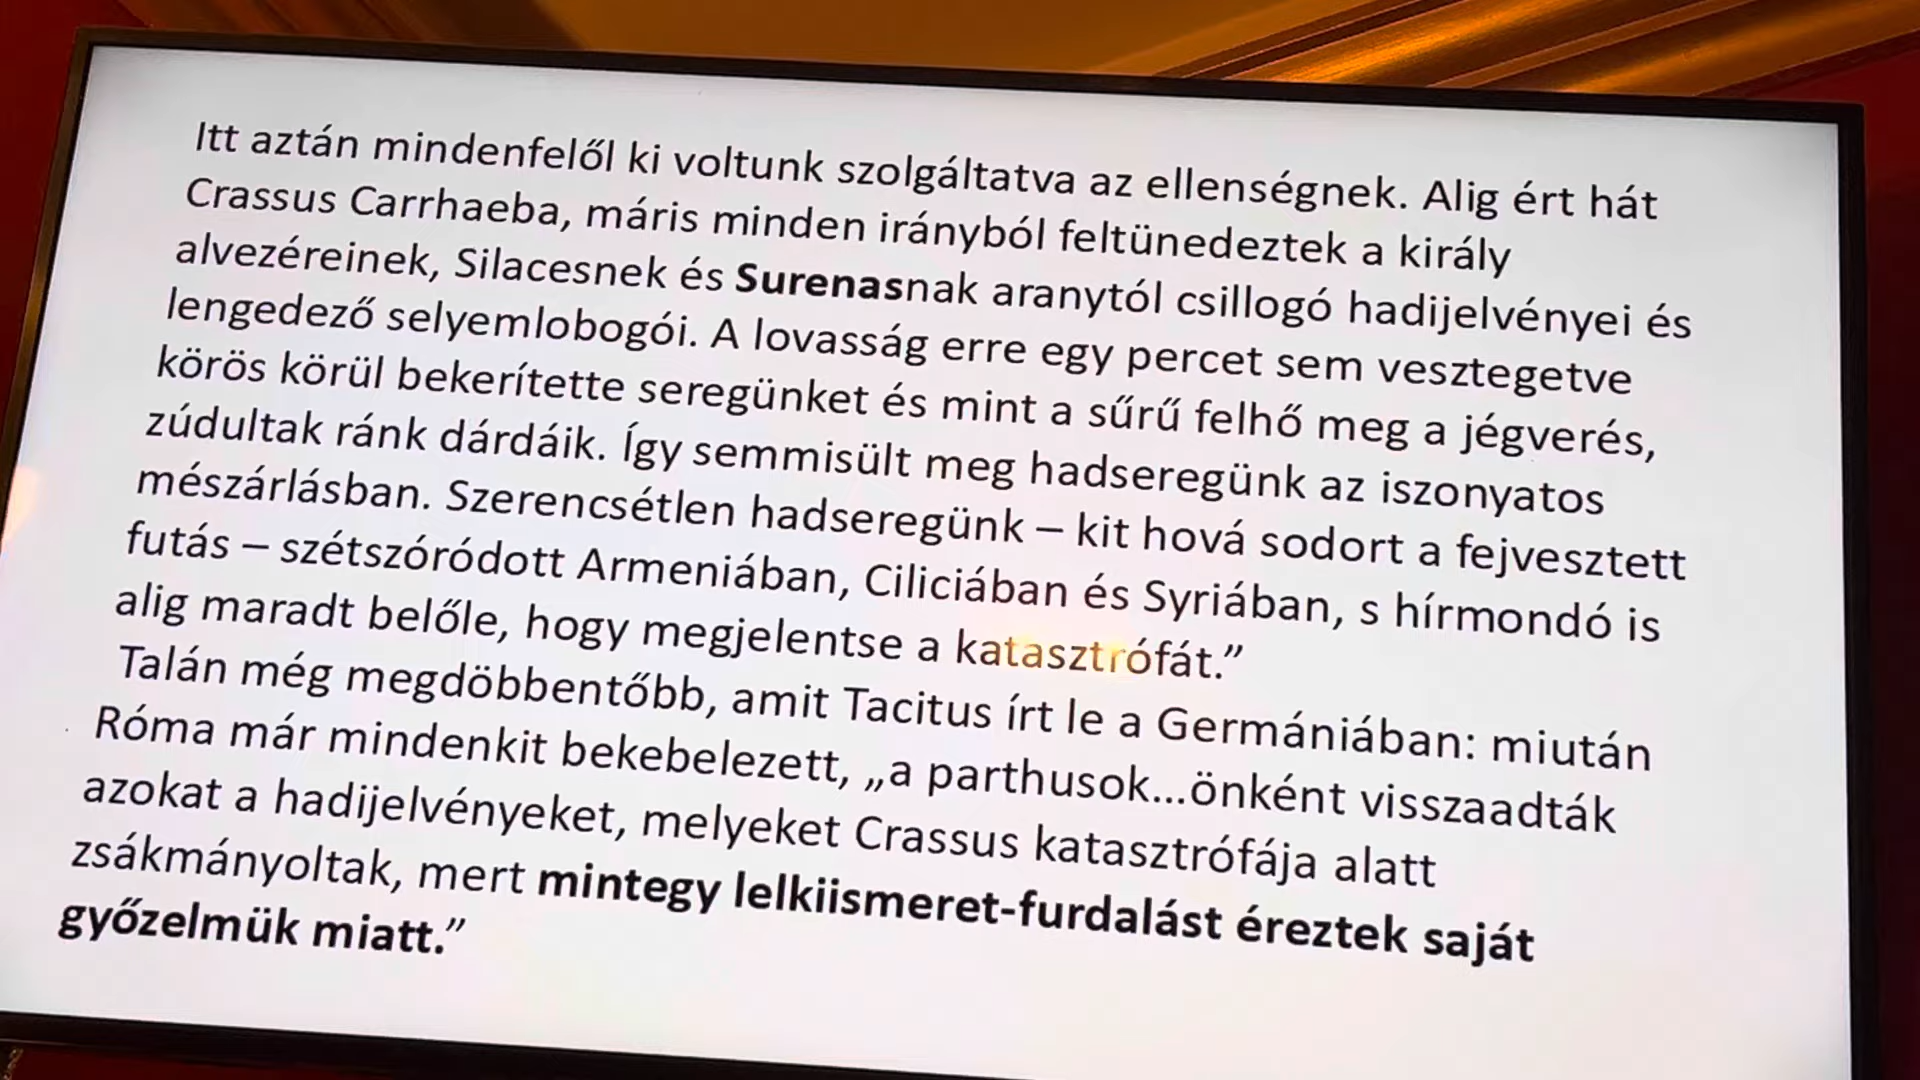 Itt aztán mindenfelől ki voltunk szolgáltatva az ellenségnek. Alig ért hát
Crassus Carrhaeba, máris minden irányból feltünedeztek a király
alvezéreinek, Silacesnek és Surenasnak aranytól csillogó hadijelvényei és
lengedező selyemlobogói. A lovasság erre egy percet sem vesztegetve
körös körül bekerítette seregünket és mint a sűrű felhő meg a jégverés,
zúdultak ránk dárdáik. Így semmisült meg hadseregünk az iszonyatos
mészárlásban. Szerencsétlen hadseregünk – kit hová sodort a fejvesztett
futás – szétszóródott Armeniában, Ciliciában és Syriában, s hírmondó is
alig maradt belőle, hogy megjelentse a katasztrófát.”
Talán még megdöbbentőbb, amit Tacitus írt le a Germániában: miután
Róma már mindenkit bekebelezett, „a parthusok...önként visszaadták
azokat a hadijelvényeket, melyeket Crassus katasztrófája alatt
zsákmányoltak, mert mintegy lelkiismeret-furdalást éreztek saját
győzelmük miatt.”